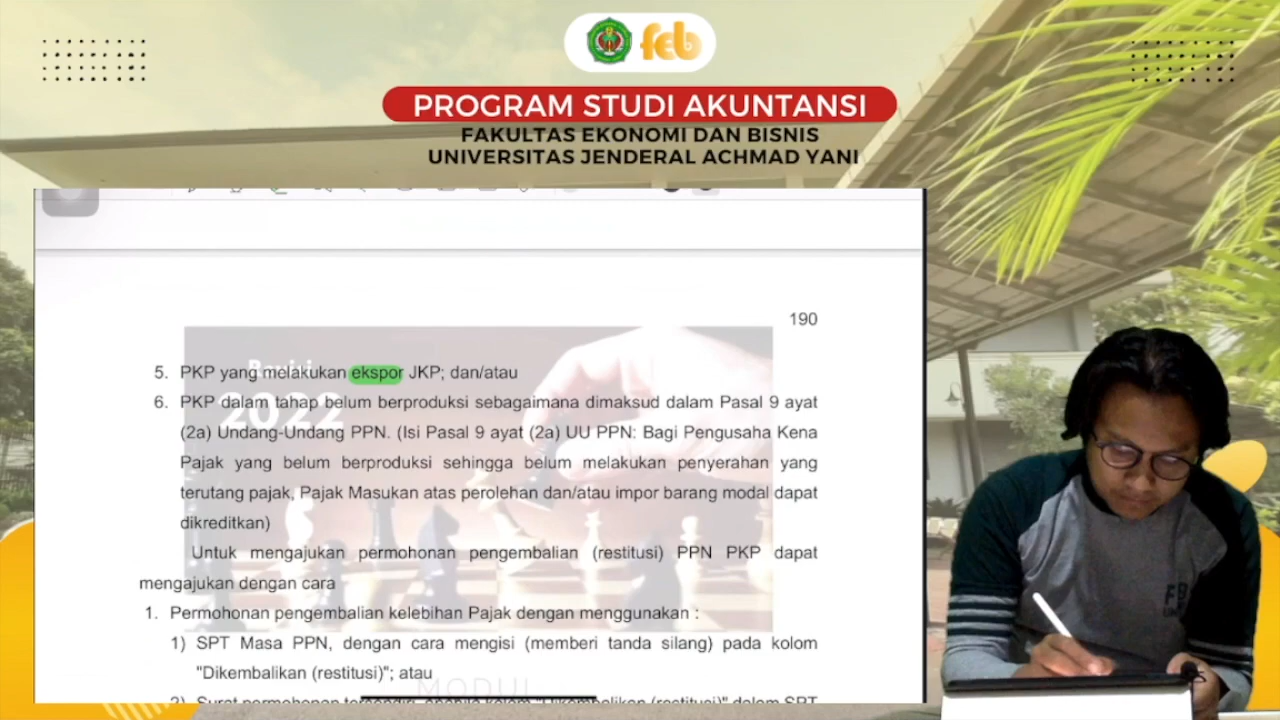 feb
PROGRAM STUDI AKUNTANSI
FAKULTAS EKONOMI DAN BISNIS
UNIVERSITAS JENDERAL ACHMAD YANI
190
5. PKP yang melakukan ekspor JKP; dan/atau
6. PKP dalam tahap belum berproduksi sebagaimana dimaksud dalam Pasal 9 ayat
(2a) Undang-Undang PPN. (Isi Pasal 9 ayat (2a) UU PPN: Bagi Pengusaha Kena
Pajak yang belum berproduksi sehingga belum melakukan penyerahan yang
terutang pajak, Pajak Masukan atas perolehan dan/atau impor barang modal dapat
dikreditkan)
Untuk mengajukan permohonan pengembalian (restitusi) PPN PKP dapat
mengajukan dengan cara
1. Permohonan pengembalian kelebihan Pajak dengan menggunakan :
1) SPT Masa PPN, dengan cara mengisi (memberi tanda silang) pada kolom
"Dikembalikan (restitusi)"; atau
2022
MODUL